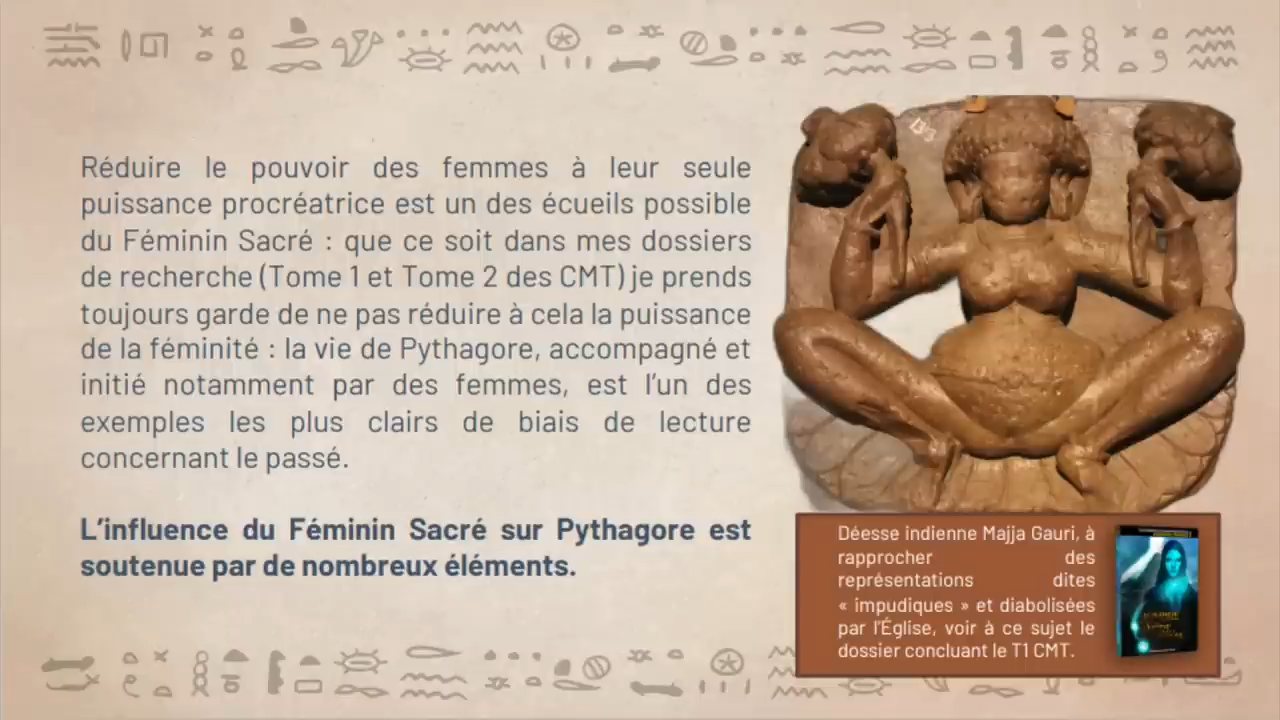 Réduire le pouvoir des femmes à leur seule
puissance procréatrice est un des écueils possible
du Féminin Sacré : que ce soit dans mes dossiers
de recherche (Tome 1 et Tome 2 des CMT) je prends
toujours garde de ne pas réduire à cela la puissance
de la féminité : la vie de Pythagore, accompagné et
initié notamment par des femmes, est l’un des
exemples les plus clairs de biais de lecture
concernant le passé.
L’influence du Féminin Sacré sur Pythagore est
soutenue par de nombreux éléments.
133
Déesse indienne Majja Gauri, à
rapprocher des
représentations dites
« impudiques » et diabolisées
par l’Église, voir à ce sujet le
dossier concluant le T1 CMT.